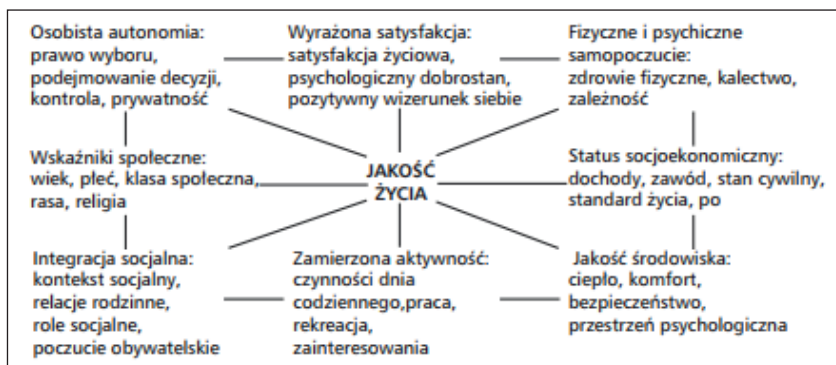 Osobista autonomia:
prawo wyboru,
podejmowanie decyzji,
kontrola, prywatność
Wyrażona satysfakcja:
satysfakcja życiowa,
psychologiczny dobrostan,
pozytywny wizerunek siebie
Fizyczne i psychiczne
samopoczucie:
zdrowie fizyczne, kalectwo,
zależność
Wskaźniki społeczne:
wiek, płeć, klasa społeczna,
rasa, religia
JAKOŚĆ
ŻYCIA
Status socjoekonomiczny:
dochody, zawód, stan cywilny,
standard życia, po
Integracja socjalna:
kontekst socjalny,
relacje rodzinne,
role socjalne,
poczucie obywatelskie
Zamierzona aktywność:
czynności dnia
codziennego,praca,
rekreacja,
zainteresowania
Jakość środowiska:
ciepło, komfort,
bezpieczeństwo,
przestrzeń psychologiczna